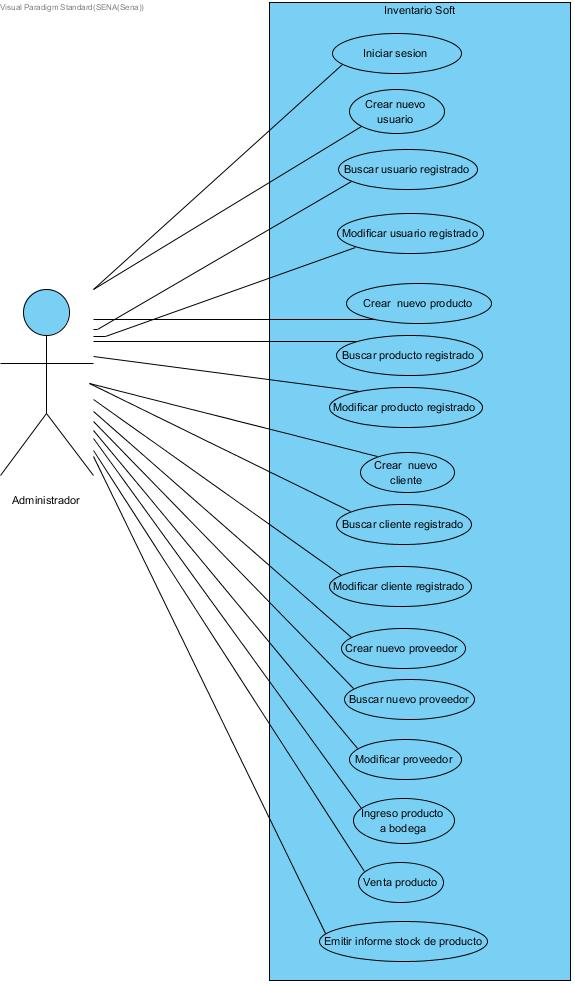 Visual Paradigm Standard(SENA(Sena))
Inventario Soft
Iniciar sesion
Crear nuevo
usuario
Buscar usuario registrado
Modificar usuario registrado
Crear nuevo producto
Buscar producto registrado
Modificar producto registrado
Crear nuevo
cliente
Buscar cliente registrado
Modificar cliente registrado
Crear nuevo proveedor
Buscar nuevo proveedor
Modificar proveedor
Ingreso producto
a bodega
Venta producto
Emitir informe stock de producto
Administrador